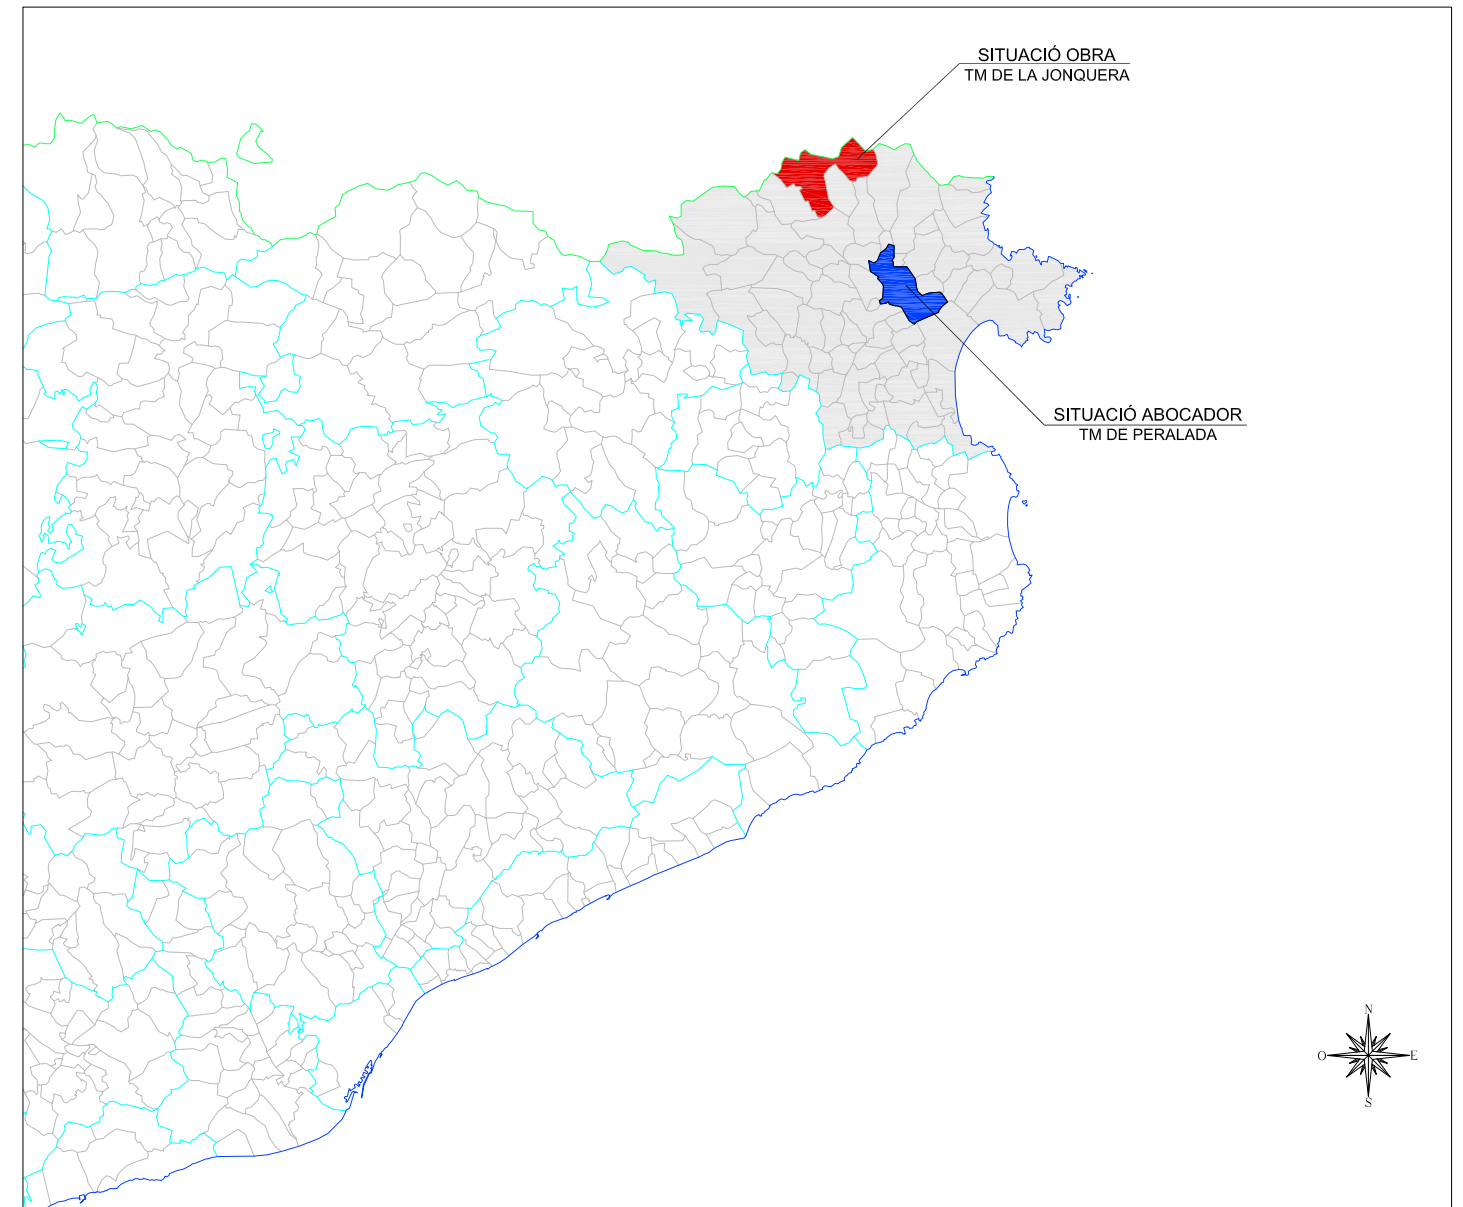 SITUACIÓ OBRA
TM DE LA JONQUERA
SITUACIÓ ABOCADOR
TM DE PERALADA
N
O
E
S